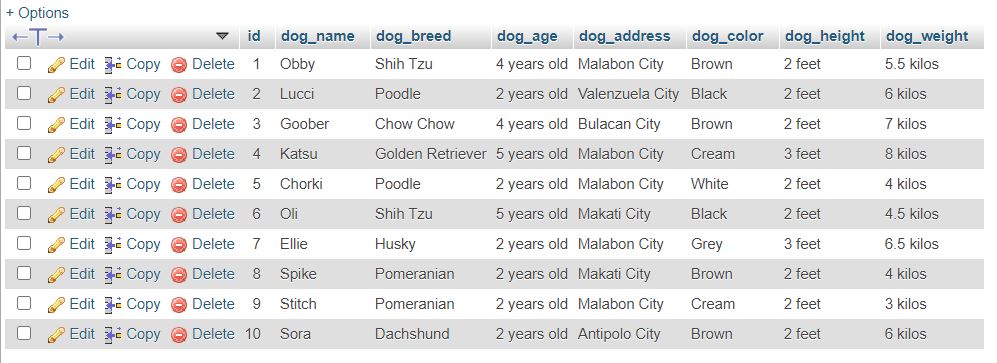 + Options
←T→ id dog_name dog_breed dog_age dog_address dog_color dog_height dog_weight
Edit Copy Delete 1 Obby Shih Tzu 4 years old Malabon City Brown 2 feet 5.5 kilos
Edit Copy Delete 2 Lucci Poodle 2 years old Valenzuela City Black 2 feet 6 kilos
Edit Copy Delete 3 Goober Chow Chow 4 years old Bulacan City Brown 2 feet 7 kilos
Edit Copy Delete 4 Katsu Golden Retriever 5 years old Malabon City Cream 3 feet 8 kilos
Edit Copy Delete 5 Chorki Poodle 2 years old Malabon City White 2 feet 4 kilos
Edit Copy Delete 6 Oli Shih Tzu 5 years old Makati City Black 2 feet 4.5 kilos
Edit Copy Delete 7 Ellie Husky 2 years old Malabon City Grey 3 feet 6.5 kilos
Edit Copy Delete 8 Spike Pomeranian 2 years old Makati City Brown 2 feet 4 kilos
Edit Copy Delete 9 Stitch Pomeranian 2 years old Malabon City Cream 2 feet 3 kilos
Edit Copy Delete 10 Sora Dachshund 2 years old Antipolo City Brown 2 feet 6 kilos